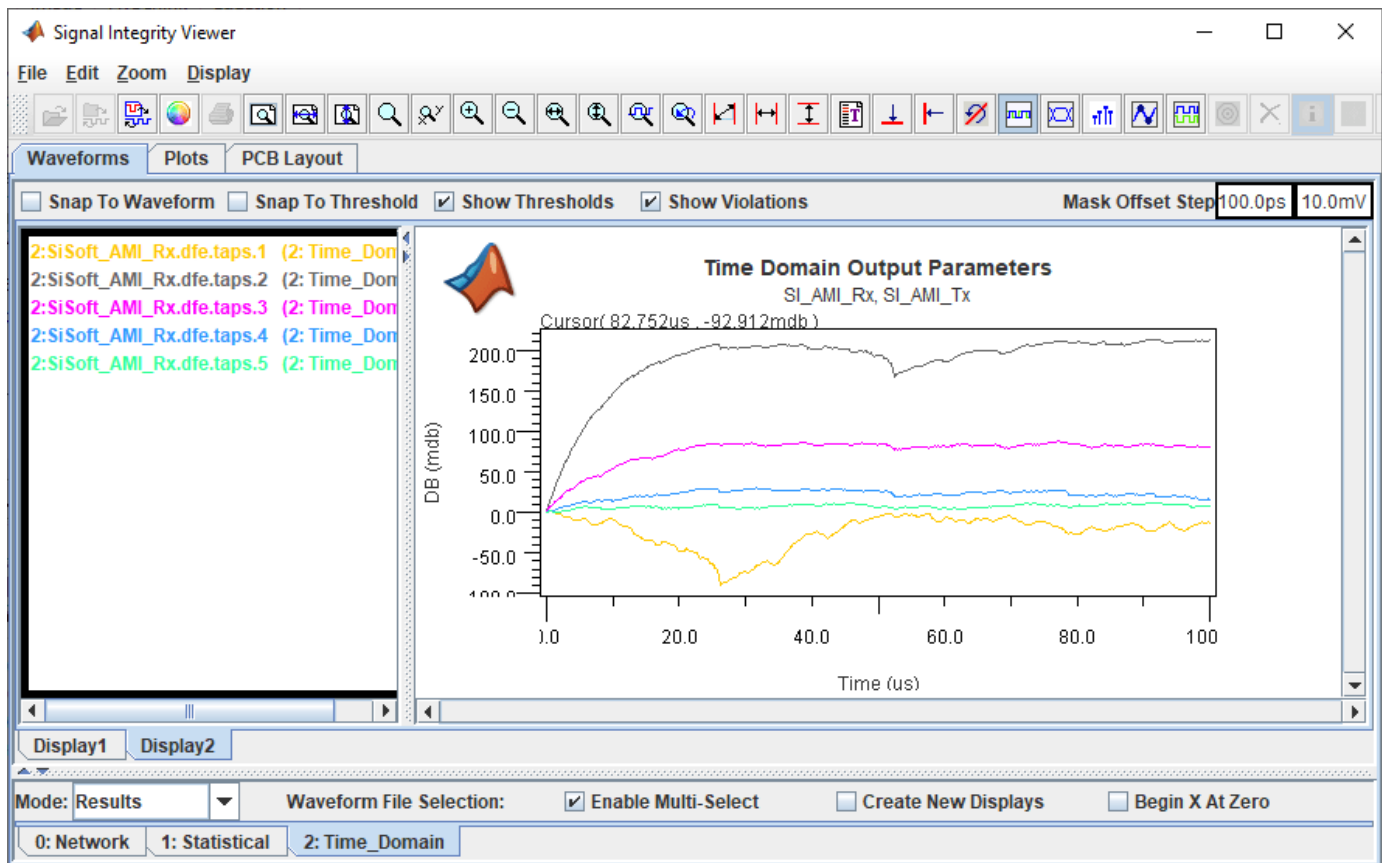 Signal Integrity Viewer
File Edit Zoom Display
Waveforms Plots PCB Layout
Snap To Waveform Snap To Threshold Show Thresholds Show Violations Mask Offset Step 100.0ps 10.0mV
2:SiSoft_AMI_Rx.dfe.taps.1 (2: Time_Dom
2:SiSoft_AMI_Rx.dfe.taps.2 (2: Time_Dom
2:SiSoft_AMI_Rx.dfe.taps.3 (2: Time_Dom
2:SiSoft_AMI_Rx.dfe.taps.4 (2: Time_Dom
2:SiSoft_AMI_Rx.dfe.taps.5 (2: Time_Dom
Time Domain Output Parameters
SI_AMI_Rx, SI_AMI_Tx
Cursor( 82.752us , -92.912mdb )
DB (mdb)
200.0
150.0
100.0
50.0
0.0
-50.0
0.0 20.0 40.0 60.0 80.0 100
Time (us)
Display1 Display2
Mode: Results Waveform File Selection: Enable Multi-Select Create New Displays Begin X At Zero
0: Network 1: Statistical 2: Time_Domain